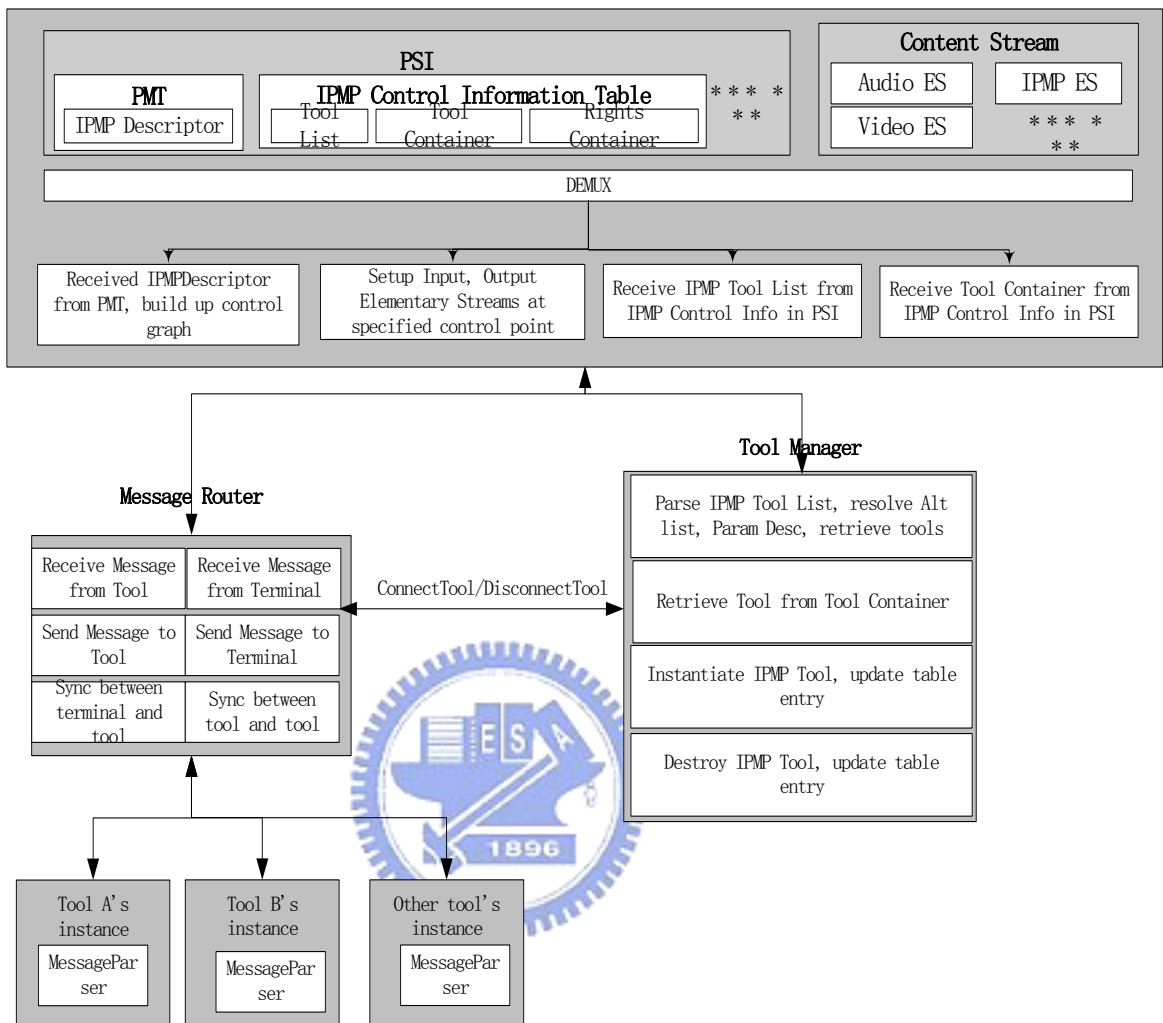 PSI
Content Stream
PMT
IPMP Descriptor
IPMP Control Information Table
Tool
List
Tool
Container
Rights
Container
*** *
**
Audio ES
IPMP ES
Video ES
*** *
**
DEMUX
Received IPMPDescriptor
from PMT, build up control
graph
Setup Input, Output
Elementary Streams at
specified control point
Receive IPMP Tool List from
IPMP Control Info in PSI
Receive Tool Container from
IPMP Control Info in PSI
Tool Manager
Message Router
Parse IPMP Tool List, resolve Alt
list, Param Desc, retrieve tools
Receive Message
from Tool
Receive Message
from Terminal
ConnectTool/DisconnectTool
Retrieve Tool from Tool Container
Send Message to
Tool
Send Message to
Terminal
Instantiate IPMP Tool, update table
entry
Sync between
terminal and
tool
Sync between
tool and tool
Destroy IPMP Tool, update table
entry
E S A
1896
Tool A's
instance
MessagePar
ser
Tool B's
instance
MessagePar
ser
Other tool's
instance
MessagePar
ser